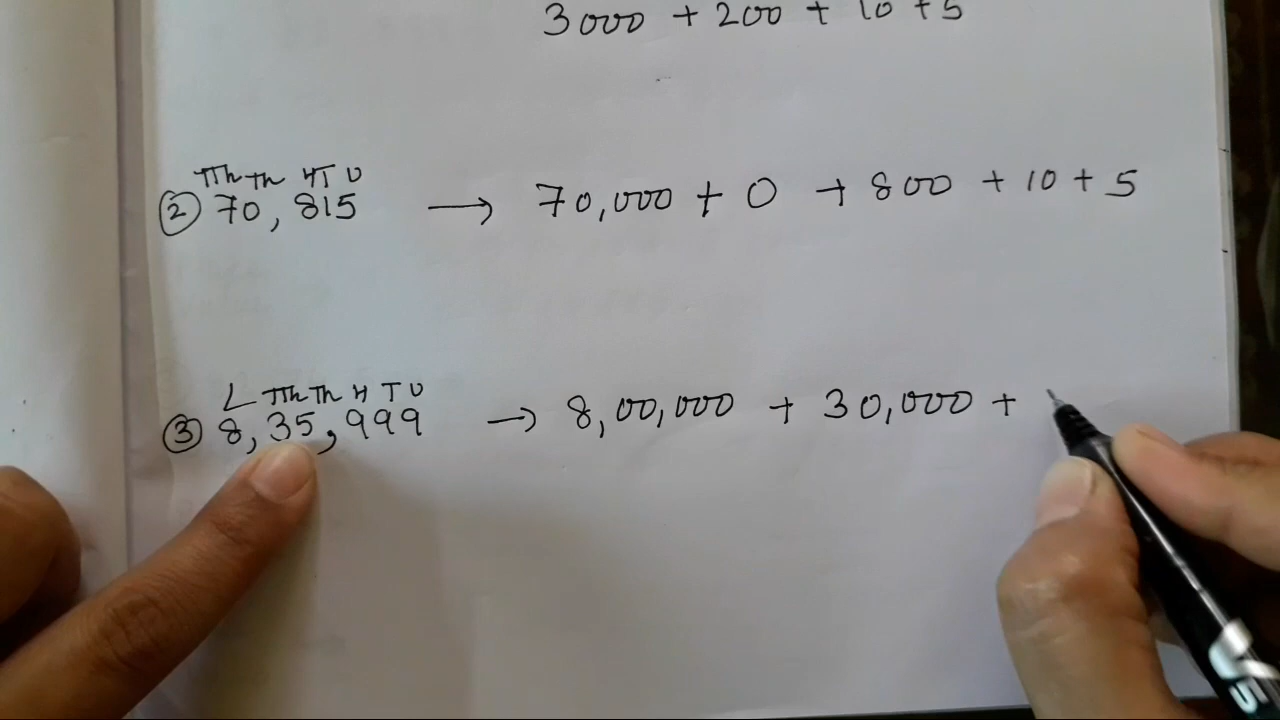 3000 + 200 + 10 + 5
TTh Th H T U
② 70, 815 → 70,000 + 0 + 800 + 10 + 5
L TTh Th H T U
③ 8, 35, 999 → 8,00,000 + 30,000 +